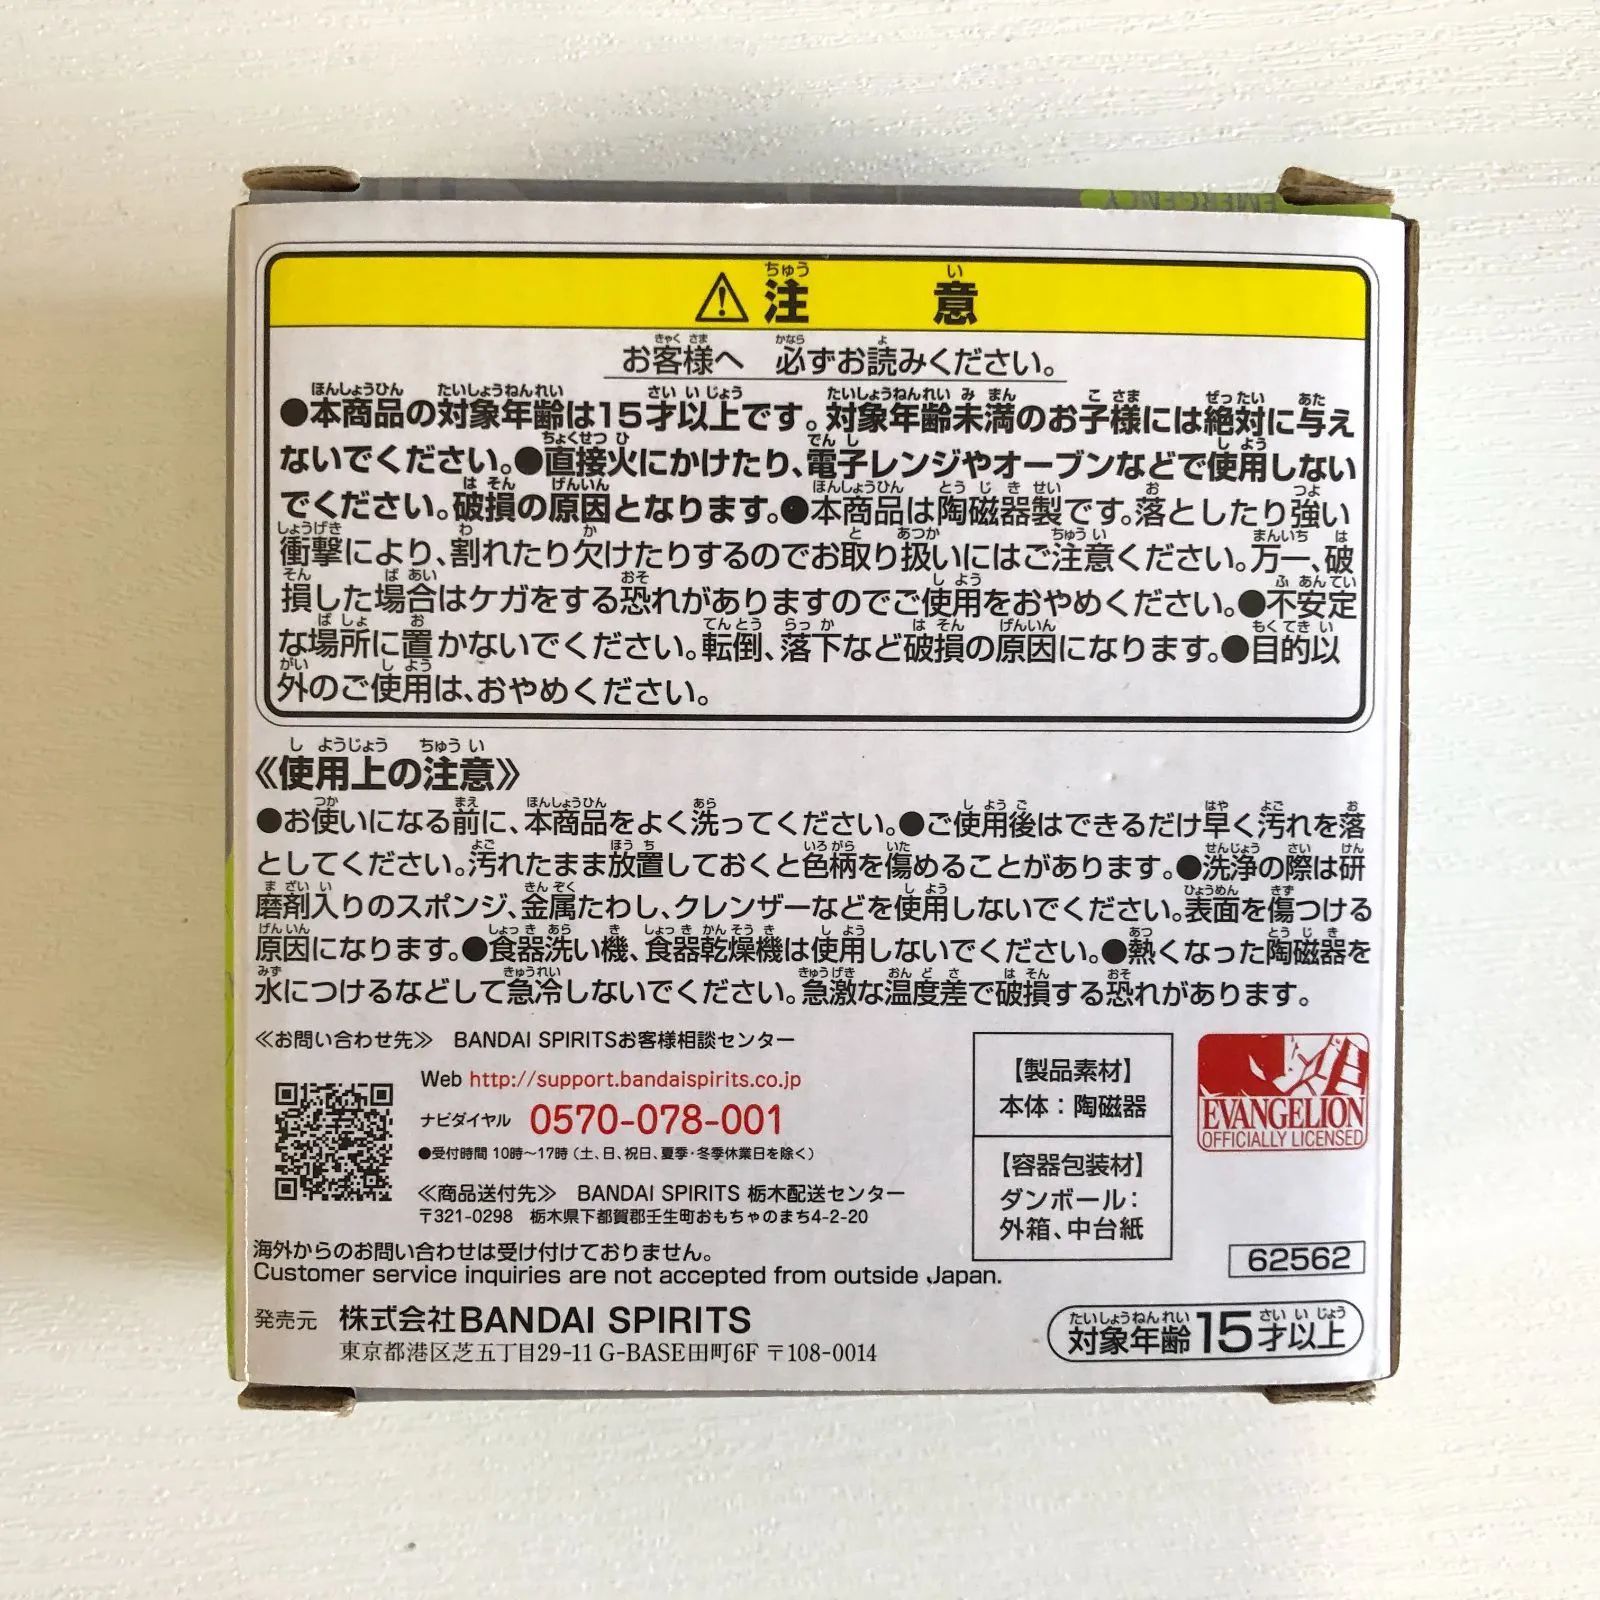 EMERGENCY
⚠注意
お客様へ 必ずお読みください。
●本商品の対象年齢は15才以上です。対象年齢未満のお子様には絶対に与え
ないでください。●直接火にかけたり、電子レンジやオーブンなどで使用しない
でください。破損の原因となります。●本商品は陶磁器製です。落としたり強い
衝撃により、割れたり欠けたりするのでお取り扱いにはご注意ください。万一、破
損した場合はケガをする恐れがありますのでご使用をおやめください。●不安定
な場所に置かないでください。転倒、落下など破損の原因になります。●目的以
外のご使用は、おやめください。
《使用上の注意》
●お使いになる前に、本商品をよく洗ってください。●ご使用後はできるだけ早く汚れを落
としてください。汚れたまま放置しておくと色柄を傷めることがあります。●洗浄の際は研
磨剤入りのスポンジ、金属たわし、クレンザーなどを使用しないでください。表面を傷つける
原因になります。●食器洗い機、食器乾燥機は使用しないでください。●熱くなった陶磁器を
水につけるなどして急冷しないでください。急激な温度差で破損する恐れがあります。
≪お問い合わせ先≫ BANDAI SPIRITSお客様相談センター
Web http://support.bandaispirits.co.jp
ナビダイヤル 0570-078-001
●受付時間 10時～17時（土、日、祝日、夏季・冬季休業日を除く）
≪商品送付先≫ BANDAI SPIRITS 栃木配送センター
〒321-0298 栃木県下都賀郡壬生町おもちゃのまち4-2-20
海外からのお問い合わせは受け付けておりません。
Customer service inquiries are not accepted from outside Japan.
発売元 株式会社BANDAI SPIRITS
東京都港区芝五丁目29-11 G-BASE田町6F 〒108-0014
【製品素材】
本体：陶磁器
【容器包装材】
ダンボール：
外箱、中台紙
EVANGELION
OFFICIALLY LICENSED
62562
対象年齢15才以上